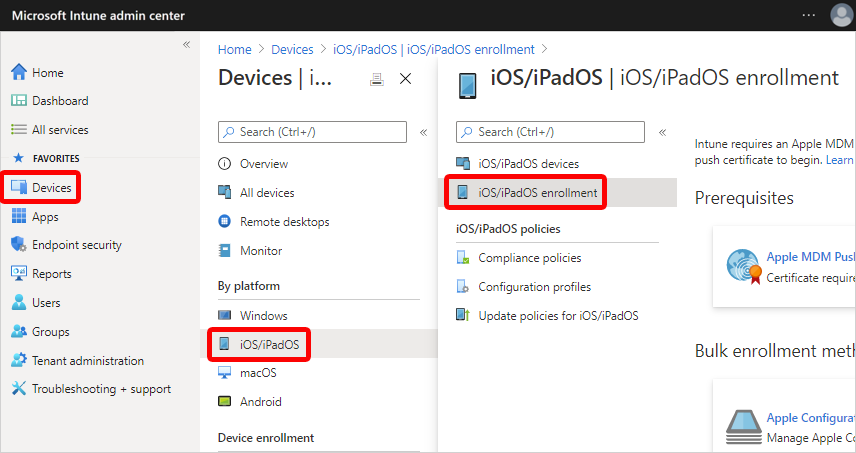 Microsoft Intune admin center
...
«
Home
Dashboard
All services
FAVORITES
Devices
Apps
Endpoint security
Reports
Users
Groups
Tenant administration
Troubleshooting + support
Home > Devices > iOS/iPadOS | iOS/iPadOS enrollment >
Devices | i...
Search (Ctrl+/)
«
Overview
All devices
Remote desktops
Monitor
By platform
Windows
iOS/iPadOS
macOS
Android
Device enrollment
iOS/iPadOS | iOS/iPadOS enrollment
Search (Ctrl+/)
«
iOS/iPadOS devices
iOS/iPadOS enrollment
iOS/iPadOS policies
Compliance policies
Configuration profiles
Update policies for iOS/iPadOS
Intune requires an Apple MDM
push certificate to begin. Learn
Prerequisites
Apple MDM Push
Certificate require
Bulk enrollment meth
Apple Configurat
Manage Apple Co